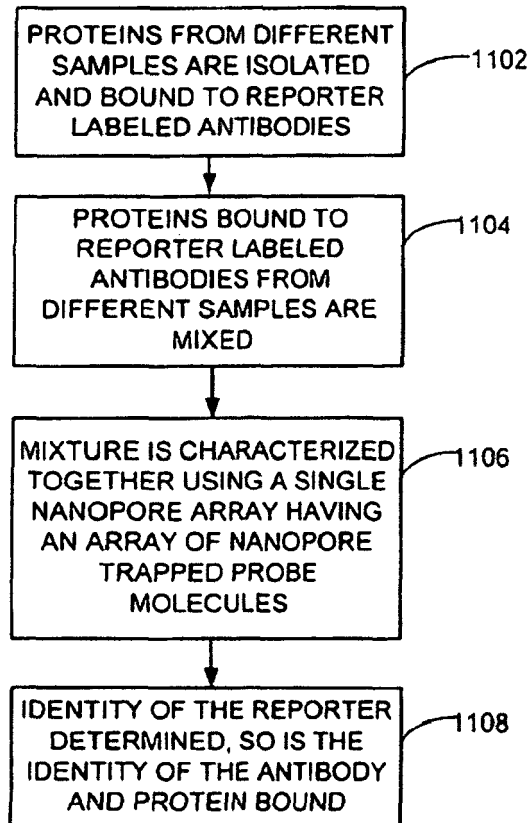 PROTEINS FROM DIFFERENT
SAMPLES ARE ISOLATED
AND BOUND TO REPORTER
LABELED ANTIBODIES
1102
PROTEINS BOUND TO
REPORTER LABELED
ANTIBODIES FROM
DIFFERENT SAMPLES ARE
MIXED
1104
MIXTURE IS CHARACTERIZED
TOGETHER USING A SINGLE
NANOPORE ARRAY HAVING
AN ARRAY OF NANOPORE
TRAPPED PROBE
MOLECULES
1106
IDENTITY OF THE REPORTER
DETERMINED, SO IS THE
IDENTITY OF THE ANTIBODY
AND PROTEIN BOUND
1108